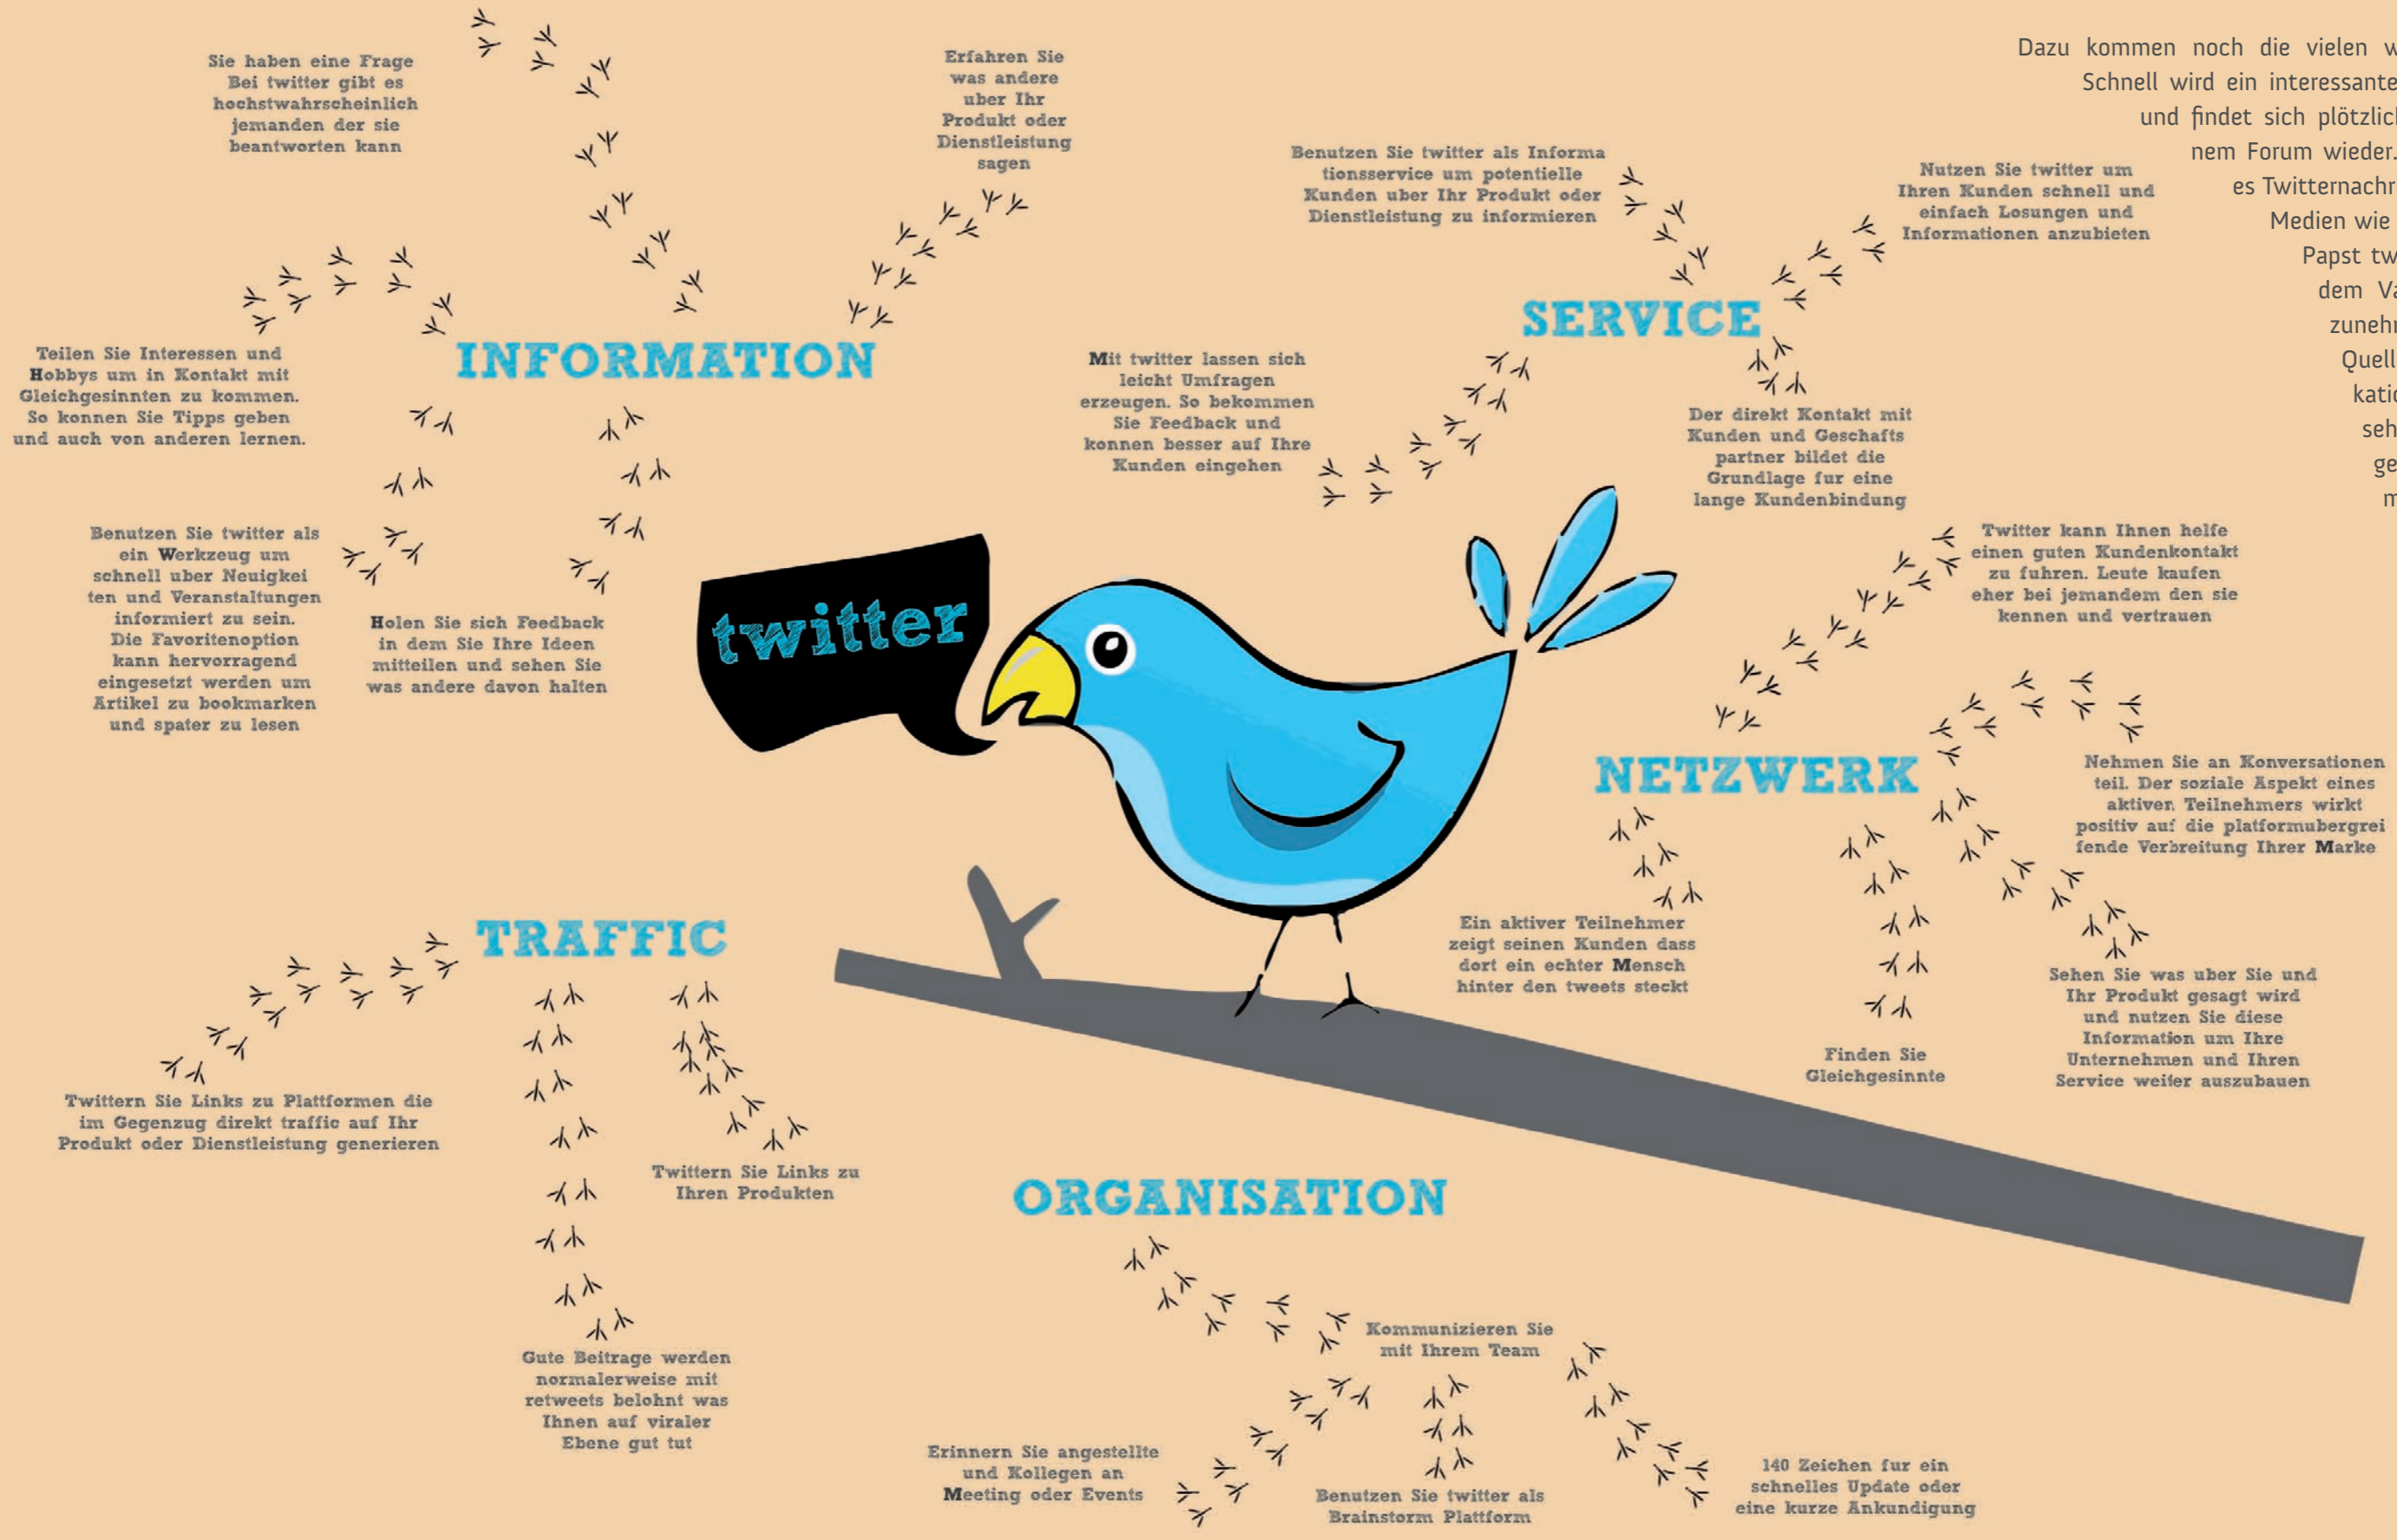 Sie haben eine Frage
Bei twitter gibt es
hochstwahrscheinlich
jemanden der sie
beantworten kann
Erfahren Sie
was andere
uber Ihr
Produkt oder
Dienstleistung
sagen
Teilen Sie Interessen und
Hobbys um in Kontakt mit
Gleichgesinnten zu kommen.
So konnen Sie Tipps geben
und auch von anderen lernen.
INFORMATION
Benutzen Sie twitter als
ein Werkzeug um
schnell uber Neuigkei
ten und Veranstaltungen
informiert zu sein.
Die Favoritenoption
kann hervorragend
eingesetzt werden um
Artikel zu bookmarken
und spater zu lesen
Holen Sie sich Feedback
in dem Sie Ihre Ideen
mitteilen und sehen Sie
was andere davon halten
Benutzen Sie twitter als Informa
tionsservice um potentielle
Kunden uber Ihr Produkt oder
Dienstleistung zu informieren
Nutzen Sie twitter um
Ihren Kunden schnell und
einfach Losungen und
Informationen anzubieten
SERVICE
Mit twitter lassen sich
leicht Umfragen
erzeugen. So bekommen
Sie Feedback und
konnen besser auf Ihre
Kunden eingehen
Der direkt Kontakt mit
Kunden und Geschafts
partner bildet die
Grundlage fur eine
lange Kundenbindung
Dazu kommen noch die vielen w
Schnell wird ein interessante
und findet sich plötzlich
nem Forum wieder.
es Twitternachr
Medien wie
Papst tw
dem Va
zunehm
Quell
katio
seh
ge
m
twitter
Twitter kann Ihnen helfe
einen guten Kundenkontakt
zu fuhren. Leute kaufen
eher bei jemandem den sie
kennen und vertrauen
NETZWERK
Nehmen Sie an Konversationen
teil. Der soziale Aspekt eines
aktiven Teilnehmers wirkt
positiv auf die platformubergrei
fende Verbreitung Ihrer Marke
Ein aktiver Teilnehmer
zeigt seinen Kunden dass
dort ein echter Mensch
hinter den tweets steckt
Finden Sie
Gleichgesinnte
Sehen Sie was uber Sie und
Ihr Produkt gesagt wird
und nutzen Sie diese
Information um Ihre
Unternehmen und Ihren
Service weiter auszubauen
TRAFFIC
Twittern Sie Links zu Plattformen die
im Gegenzug direkt traffic auf Ihr
Produkt oder Dienstleistung generieren
Twittern Sie Links zu
Ihren Produkten
Gute Beitrage werden
normalerweise mit
retweets belohnt was
Ihnen auf viraler
Ebene gut tut
ORGANISATION
Kommunizieren Sie
mit Ihrem Team
Erinnern Sie angestellte
und Kollegen an
Meeting oder Events
Benutzen Sie twitter als
Brainstorm Plattform
140 Zeichen fur ein
schnelles Update oder
eine kurze Ankundigung